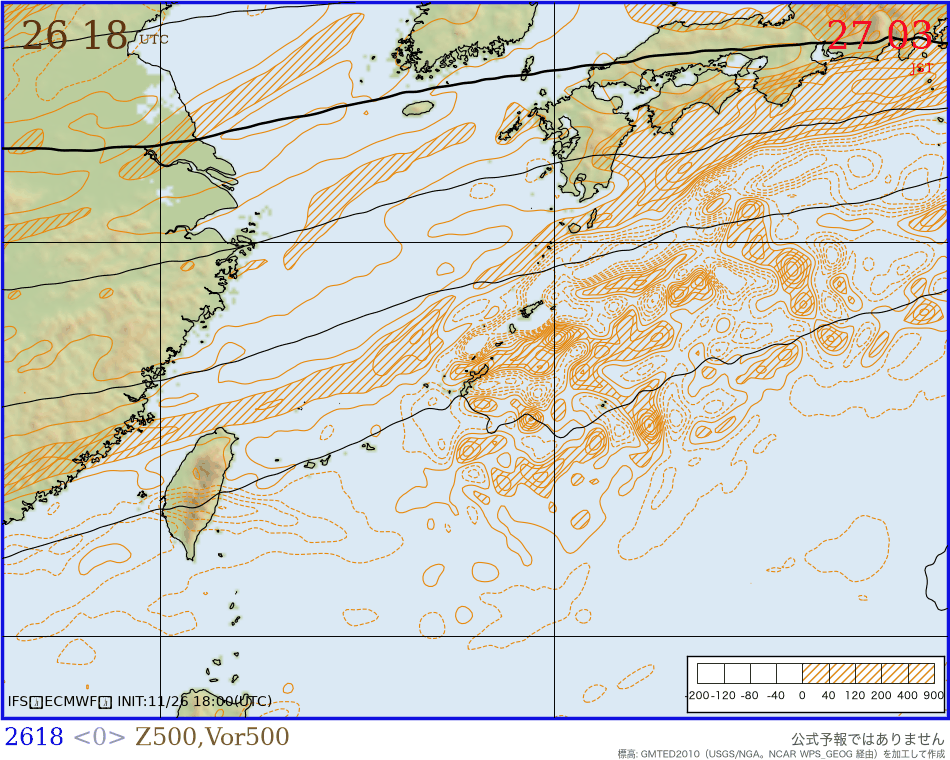 26 18 UTC
27 03 JST
-200 -120 -80 -40 0 40 120 200 400 900
IFS ECMWF INIT:11/26 18:00(UTC)
2618 <0> Z500,Vor500
公式予報ではありません
標高: GMTED2010（USGS/NGA。NCAR WPS_GEOG 経由）を加工して作成